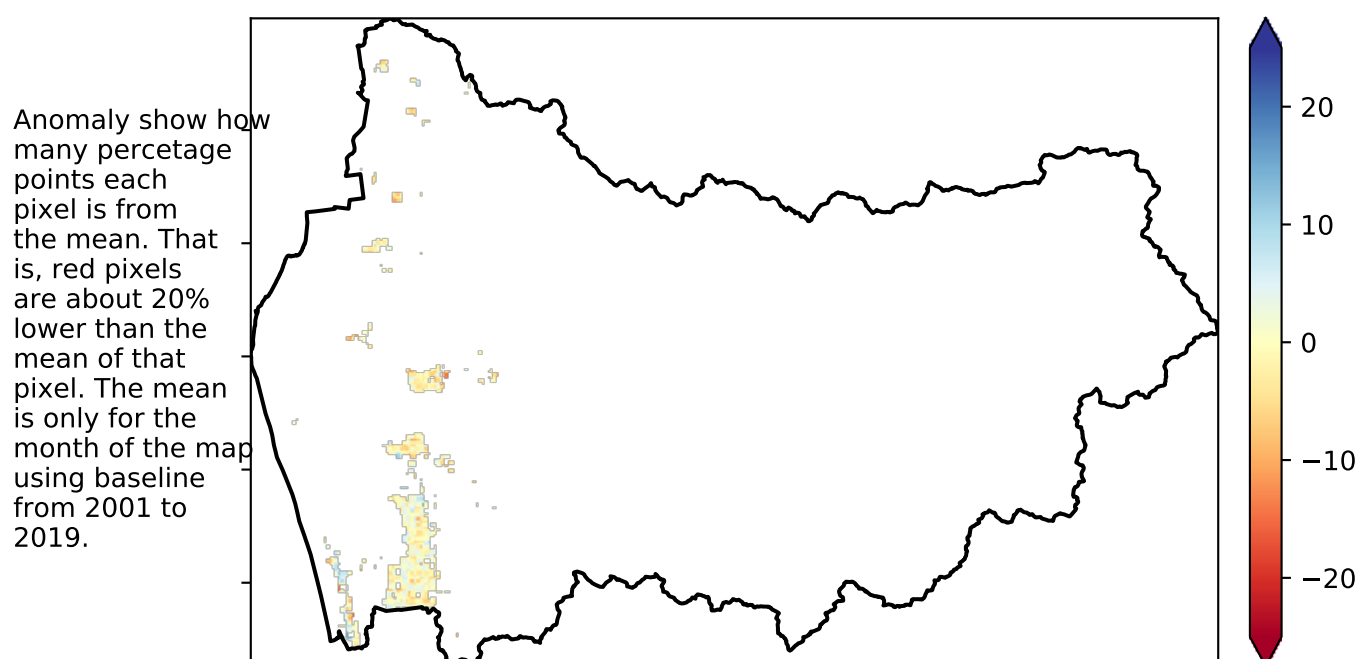 Anomaly show how
many percetage
points each
pixel is from
the mean. That
is, red pixels
are about 20%
lower than the
mean of that
pixel. The mean
is only for the
month of the map
using baseline
from 2001 to
2019.
20
10
0
−10
−20